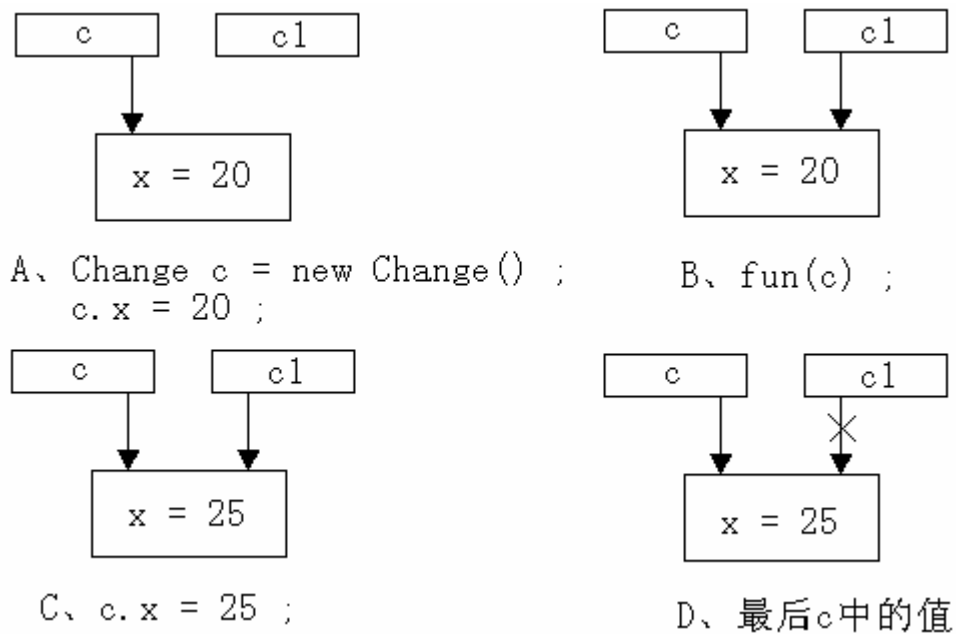 c
c1
x = 20
A、Change c = new Change() ;
c.x = 20 ;
c
c1
x = 20
B、fun(c) ;
c
c1
x = 25
C、c.x = 25 ;
c
c1
x = 25
D、最后c中的值